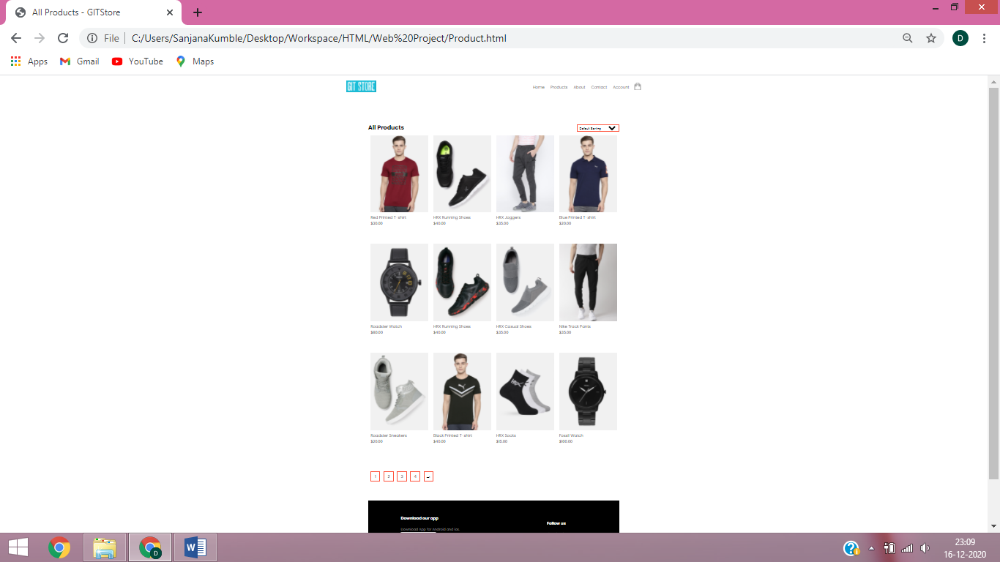 All Products - GITStore
File C:/Users/SanjanaKumble/Desktop/Workspace/HTML/Web%20Project/Product.html
D
Apps Gmail YouTube Maps
GIT STORE
Home Products About Contact Account
All Products
Default Sorting
Red Printed T-shirt HRX Running Shoes HRX Joggers Blue Printed T-shirt
$30.00 $40.00 $35.00 $20.00
Roadster Watch HRX Running Shoes HRX Casual Shoes Nike Track Pants
$80.00 $40.00 $35.00 $35.00
HRX
Roadster Sneakers Black Printed T-shirt HRX Socks Fossil Watch
$20.00 $40.00 $15.00 $100.00
1 2 3 4 →
Download our app
Follow us
Download App for Android and ios
D
W
23:09
16-12-2020